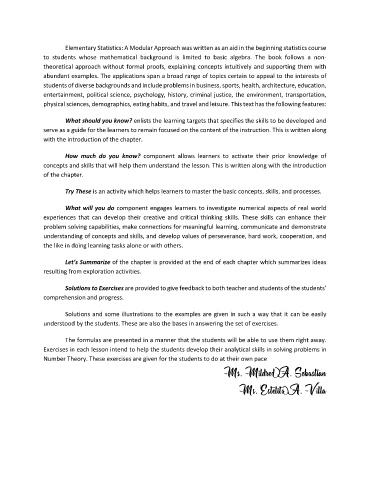 Elementary Statistics: A Modular Approach was written as an aid in the beginning statistics course
to students whose mathematical background is limited to basic algebra. The book follows a non-
theoretical approach without formal proofs, explaining concepts intuitively and supporting them with
abundant examples. The applications span a broad range of topics certain to appeal to the interests of
students of diverse backgrounds and include problems in business, sports, health, architecture, education,
entertainment, political science, psychology, history, criminal justice, the environment, transportation,
physical sciences, demographics, eating habits, and travel and leisure. This text has the following features:
What should you know? enlists the learning targets that specifies the skills to be developed and
serve as a guide for the learners to remain focused on the content of the instruction. This is written along
with the introduction of the chapter.
How much do you know? component allows learners to activate their prior knowledge of
concepts and skills that will help them understand the lesson. This is written along with the introduction
of the chapter.
Try These is an activity which helps learners to master the basic concepts, skills, and processes.
What will you do component engages learners to investigate numerical aspects of real world
experiences that can develop their creative and critical thinking skills. These skills can enhance their
problem solving capabilities, make connections for meaningful learning, communicate and demonstrate
understanding of concepts and skills, and develop values of perseverance, hard work, cooperation, and
the like in doing learning tasks alone or with others.
Let's Summarize of the chapter is provided at the end of each chapter which summarizes ideas
resulting from exploration activities.
Solutions to Exercises are provided to give feedback to both teacher and students of the students'
comprehension and progress.
Solutions and some illustrations to the examples are given in such a way that it can be easily
understood by the students. These are also the bases in answering the set of exercises.
The formulas are presented in a manner that the students will be able to use them right away.
Exercises in each lesson intend to help the students develop their analytical skills in solving problems in
Number Theory. These exercises are given for the students to do at their own pace
Ms. Mildred A. Sebastian
Ms. Estelita A. Villa